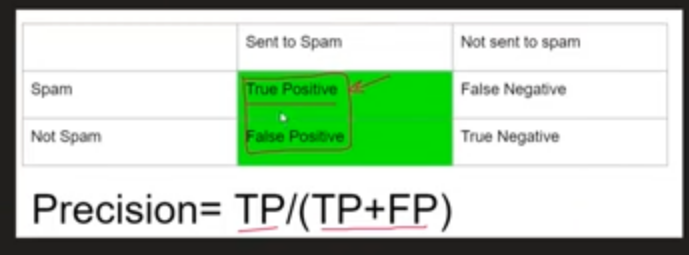 Sent to Spam Not sent to spam
Spam True Positive False Negative
Not Spam False Positive True Negative
Precision= TP/(TP+FP)